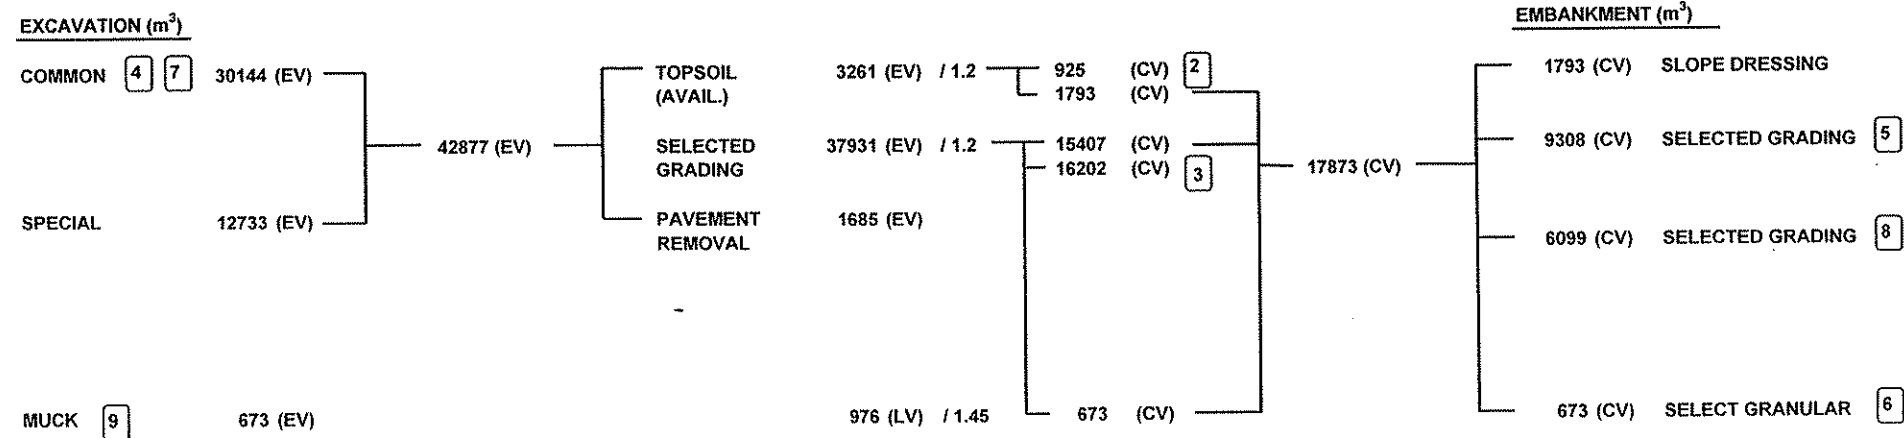 EXCAVATION (m³)
EMBANKMENT (m³)
COMMON 4 7 30144 (EV)
TOPSOIL (AVAIL.) 3261 (EV) / 1.2
925 (CV) 2
1793 (CV)
1793 (CV) SLOPE DRESSING
42877 (EV)
SELECTED GRADING 37931 (EV) / 1.2
15407 (CV)
16202 (CV) 3
17873 (CV)
9308 (CV) SELECTED GRADING 5
SPECIAL 12733 (EV)
PAVEMENT REMOVAL 1685 (EV)
6099 (CV) SELECTED GRADING 8
MUCK 9 673 (EV)
976 (LV) / 1.45
673 (CV)
673 (CV) SELECT GRANULAR 6